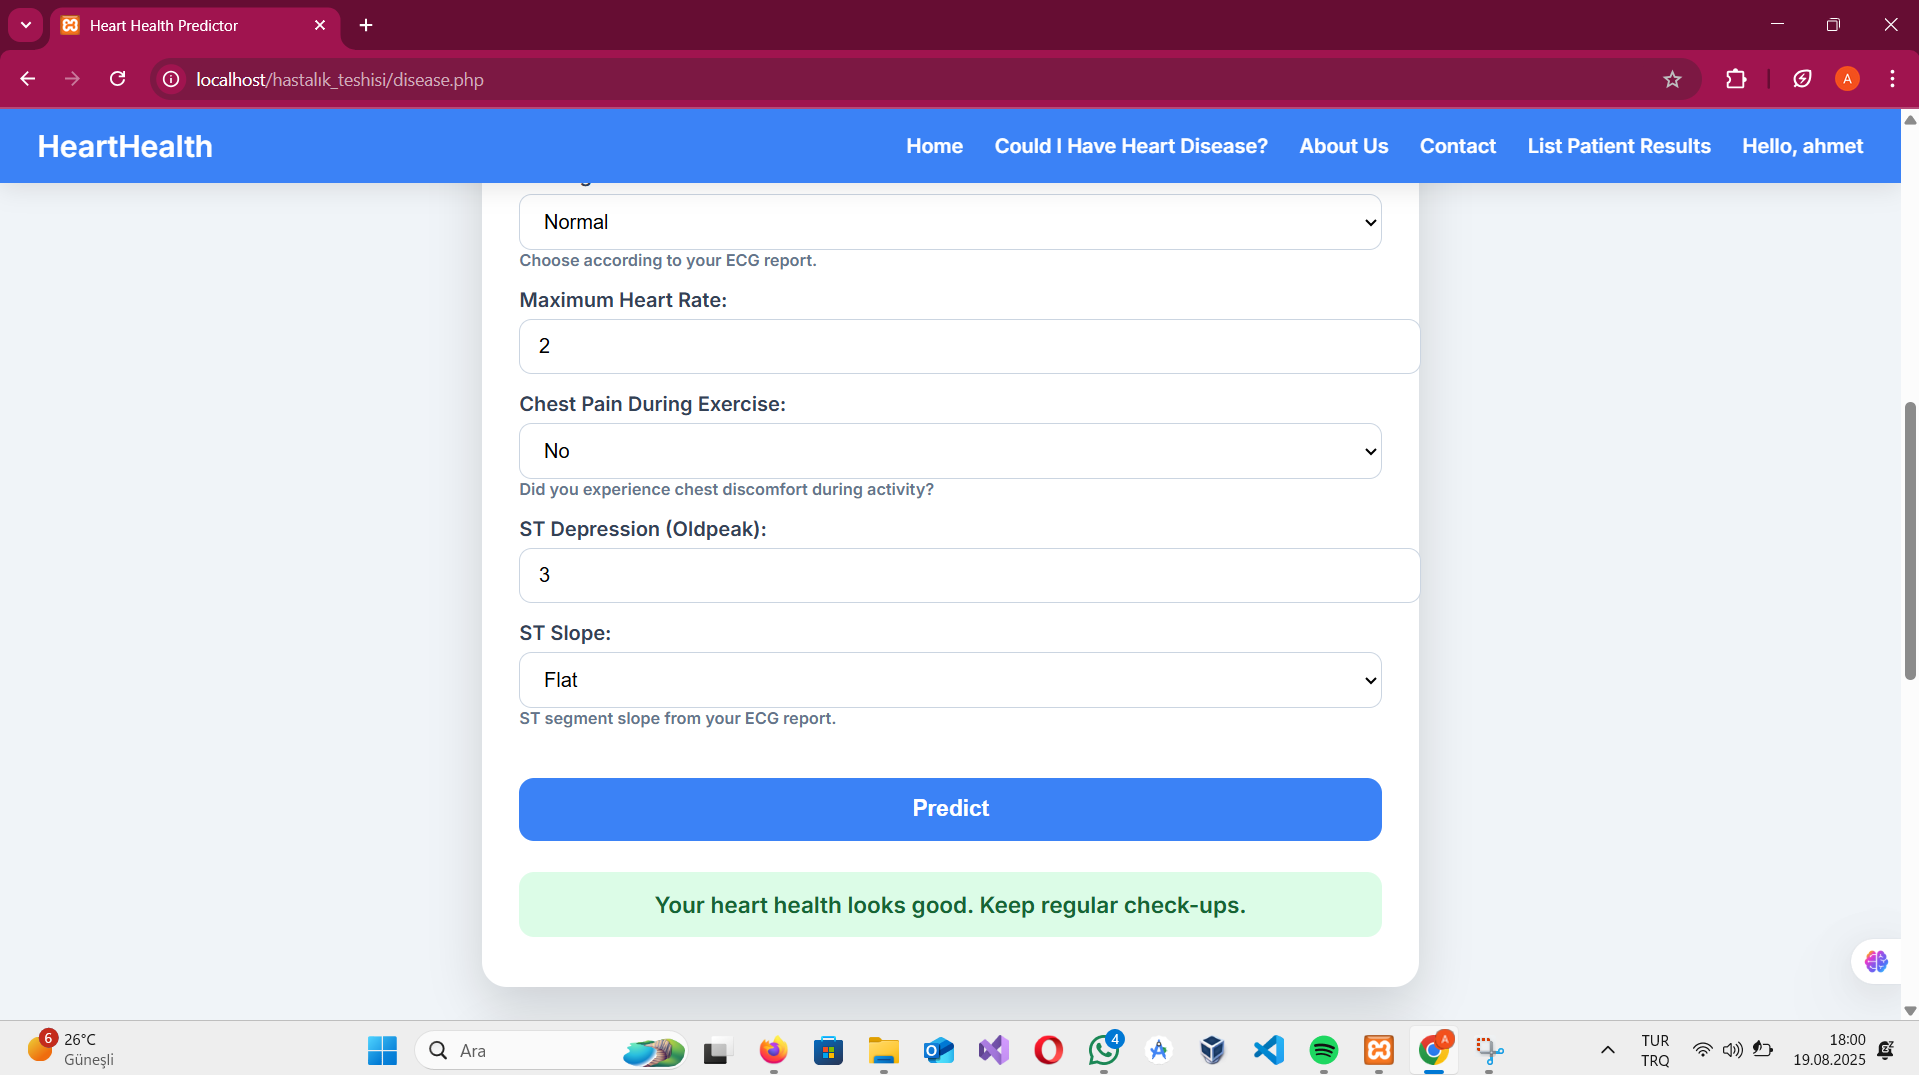 Heart Health Predictor
localhost/hastalık_teshisi/disease.php
A
HeartHealth
Home
Could I Have Heart Disease?
About Us
Contact
List Patient Results
Hello, ahmet
Normal
Choose according to your ECG report.
Maximum Heart Rate:
2
Chest Pain During Exercise:
No
Did you experience chest discomfort during activity?
ST Depression (Oldpeak):
3
ST Slope:
Flat
ST segment slope from your ECG report.
Predict
Your heart health looks good. Keep regular check-ups.
6
26°C
Güneşli
Ara
4
A
TUR
TRQ
18:00
19.08.2025